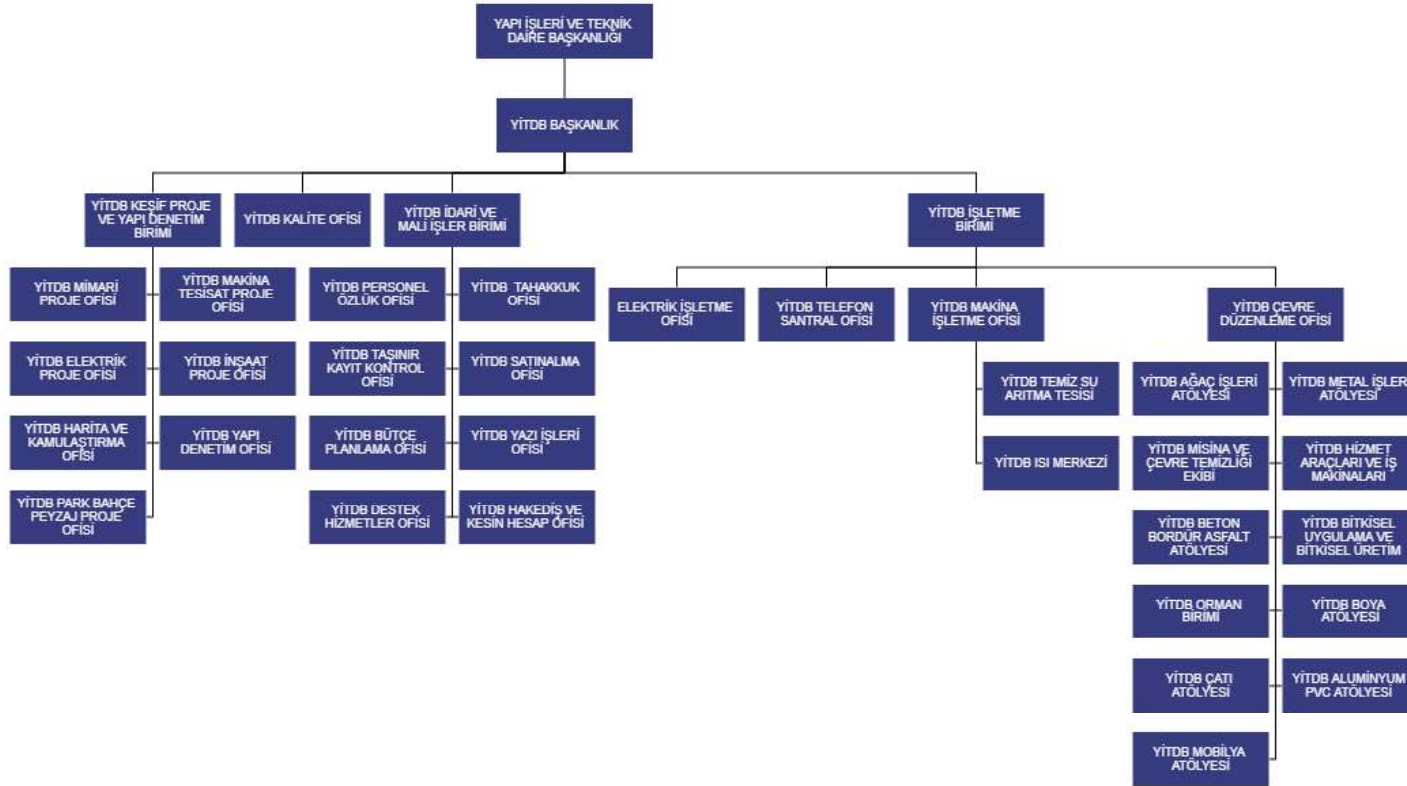 YAPI İŞLERİ VE TEKNİK
DAİRE BAŞKANLIĞI
YİTDB BAŞKANLIK
YİTDB KEŞİF PROJE
VE YAPI DENETİM
BİRİMİ
YİTDB KALİTE OFİSİ
YİTDB İDARİ VE
MALİ İŞLER BİRİMİ
YİTDB İŞLETME
BİRİMİ
YİTDB MİMARİ
PROJE OFİSİ
YİTDB MAKİNA
TESİSAT PROJE
OFİSİ
YİTDB ELEKTRİK
PROJE OFİSİ
YİTDB İNŞAAT
PROJE OFİSİ
YİTDB HARİTA VE
KAMULAŞTIRMA
OFİSİ
YİTDB YAPI
DENETİM OFİSİ
YİTDB PARK BAHÇE
PEYZAJ PROJE
OFİSİ
YİTDB PERSONEL
ÖZLÜK OFİSİ
YİTDB TAHAKKUK
OFİSİ
YİTDB TAŞINIR
KAYIT KONTROL
OFİSİ
YİTDB SATINALMA
OFİSİ
YİTDB BÜTÇE
PLANLAMA OFİSİ
YİTDB YAZI İŞLERİ
OFİSİ
YİTDB DESTEK
HİZMETLER OFİSİ
YİTDB HAKEDİŞ VE
KESİN HESAP OFİSİ
ELEKTRİK İŞLETME
OFİSİ
YİTDB TELEFON
SANTRAL OFİSİ
YİTDB MAKİNA
İŞLETME OFİSİ
YİTDB ÇEVRE
DÜZENLEME OFİSİ
YİTDB TEMİZ SU
ARITMA TESİSİ
YİTDB ISI MERKEZİ
YİTDB AĞAÇ İŞLERİ
ATÖLYESİ
YİTDB METAL İŞLER
ATÖLYESİ
YİTDB MİSİNA VE
ÇEVRE TEMİZLİĞİ
EKİBİ
YİTDB HİZMET
ARAÇLARI VE İŞ
MAKİNALARI
YİTDB BETON
BORDÜR ASFALT
ATÖLYESİ
YİTDB BİTKİSEL
UYGULAMA VE
BİTKİSEL ÜRETİM
YİTDB ORMAN
BİRİMİ
YİTDB BOYA
ATÖLYESİ
YİTDB ÇATI
ATÖLYESİ
YİTDB ALUMİNYUM
PVC ATÖLYESİ
YİTDB MOBİLYA
ATÖLYESİ